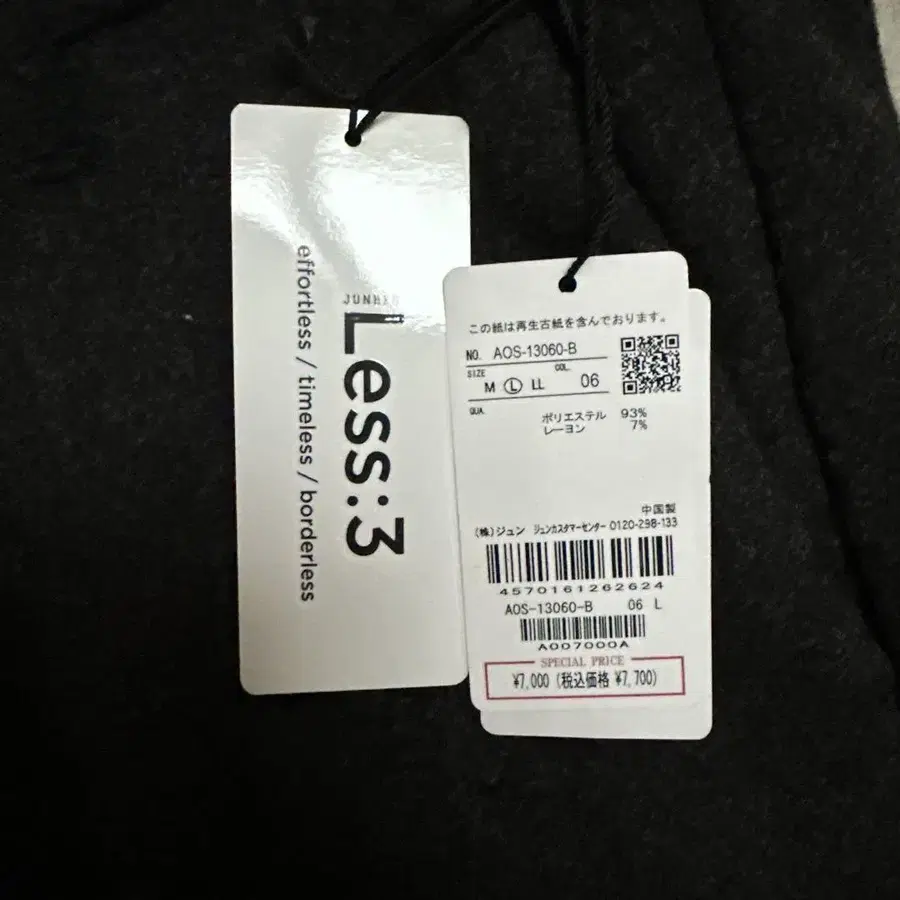 JUNRé
Less:3
effortless / timeless / borderless
この紙は再生古紙を含んでおります。
NO. AOS-13060-B
SIZE COL.
M L LL 06
QUA.
ポリエステル 93%
レーヨン 7%
中国製
(株)ジュン ジュンカスタマーセンター 0120-298-133
4570161262624
AOS-13060-B 06 L
A007000A
SPECIAL PRICE
¥7,000 (税込価格 ¥7,700)